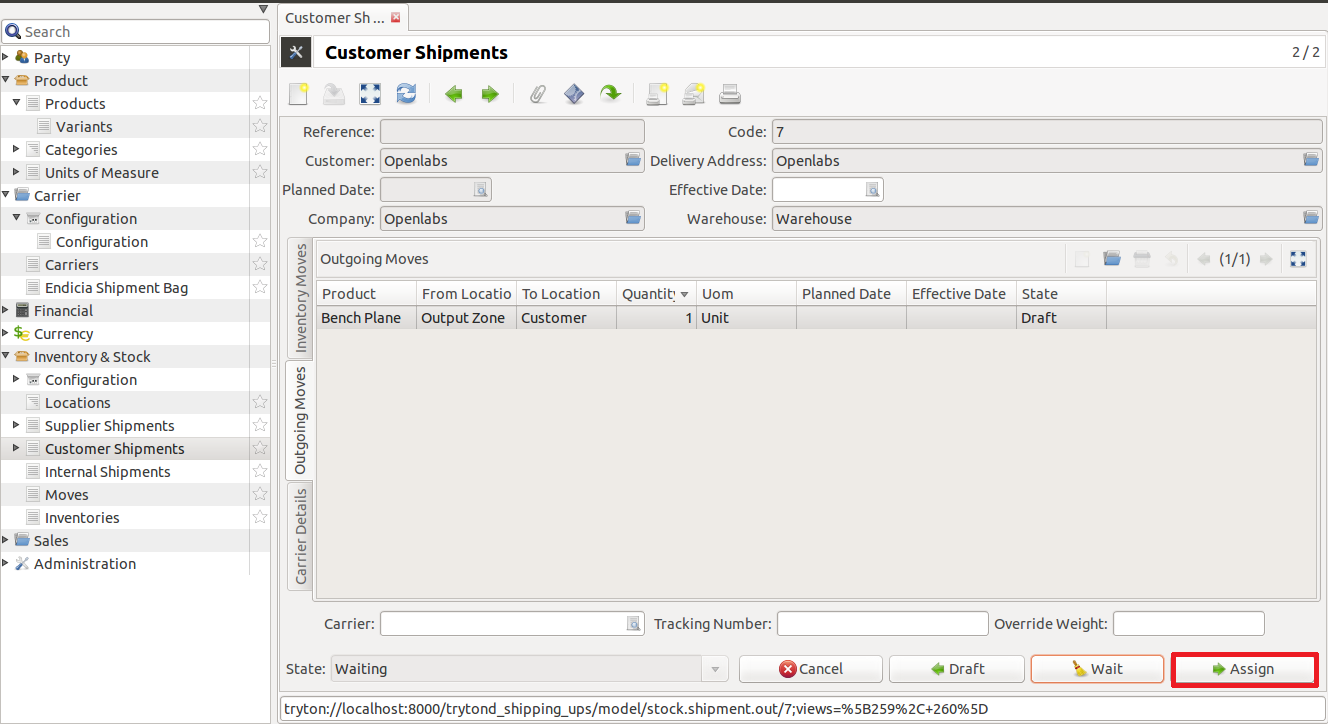 Customer Sh ...
Search
Customer Shipments
2 / 2
Party
Product
Products
Variants
Categories
Units of Measure
Carrier
Configuration
Configuration
Carriers
Endicia Shipment Bag
Financial
Currency
Inventory & Stock
Configuration
Locations
Supplier Shipments
Customer Shipments
Internal Shipments
Moves
Inventories
Sales
Administration
Reference:
Code: 7
Customer: Openlabs
Delivery Address: Openlabs
Planned Date:
Effective Date:
Company: Openlabs
Warehouse: Warehouse
Inventory Moves
Outgoing Moves
Carrier Details
Outgoing Moves
(1/1)
Product From Locatio To Location Quantity Uom Planned Date Effective Date State
Bench Plane Output Zone Customer 1 Unit Draft
Carrier:
Tracking Number:
Override Weight:
State: Waiting
Cancel
Draft
Wait
Assign
tryton://localhost:8000/trytond_shipping_ups/model/stock.shipment.out/7;views=%5B259%2C+260%5D